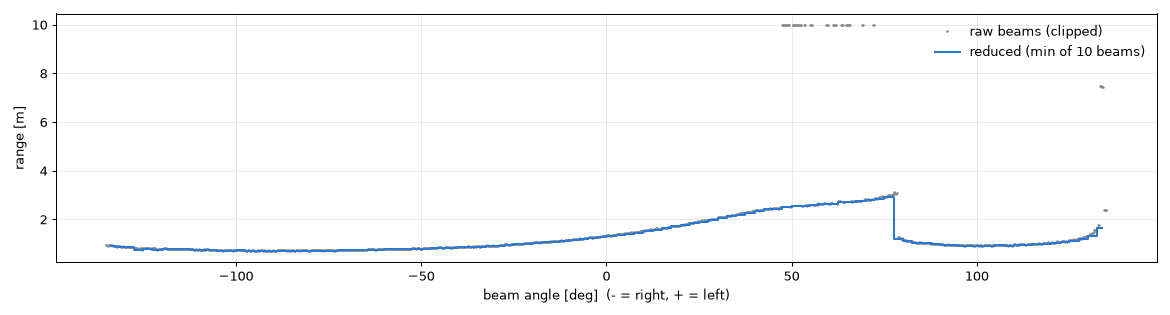 10
8
6
4
2
range [m]
raw beams (clipped)
reduced (min of 10 beams)
−100 −50 0 50 100
beam angle [deg]  (- = right, + = left)